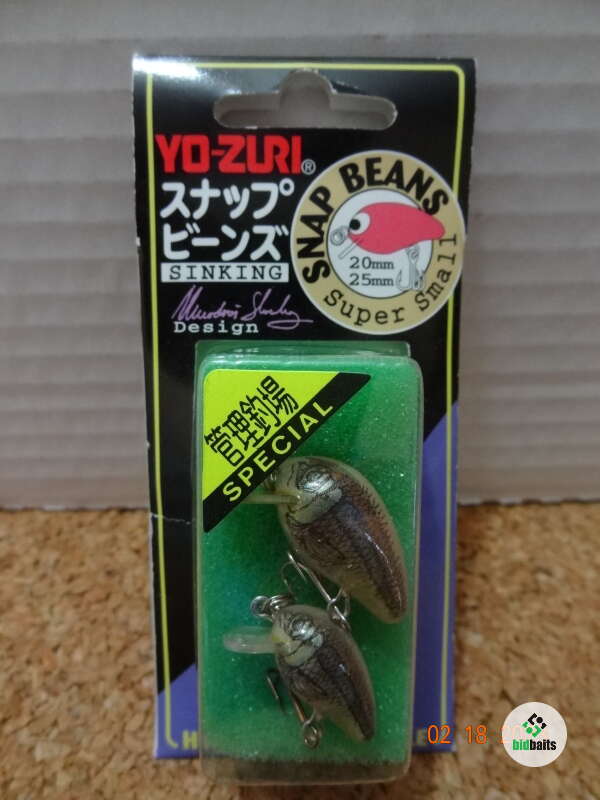 YO-ZURI®
スナップ
ビーンズ
SINKING
Design
SNAP BEANS
20mm
25mm
Super Small
管理釣場
SPECIAL
02 18
bidbaits